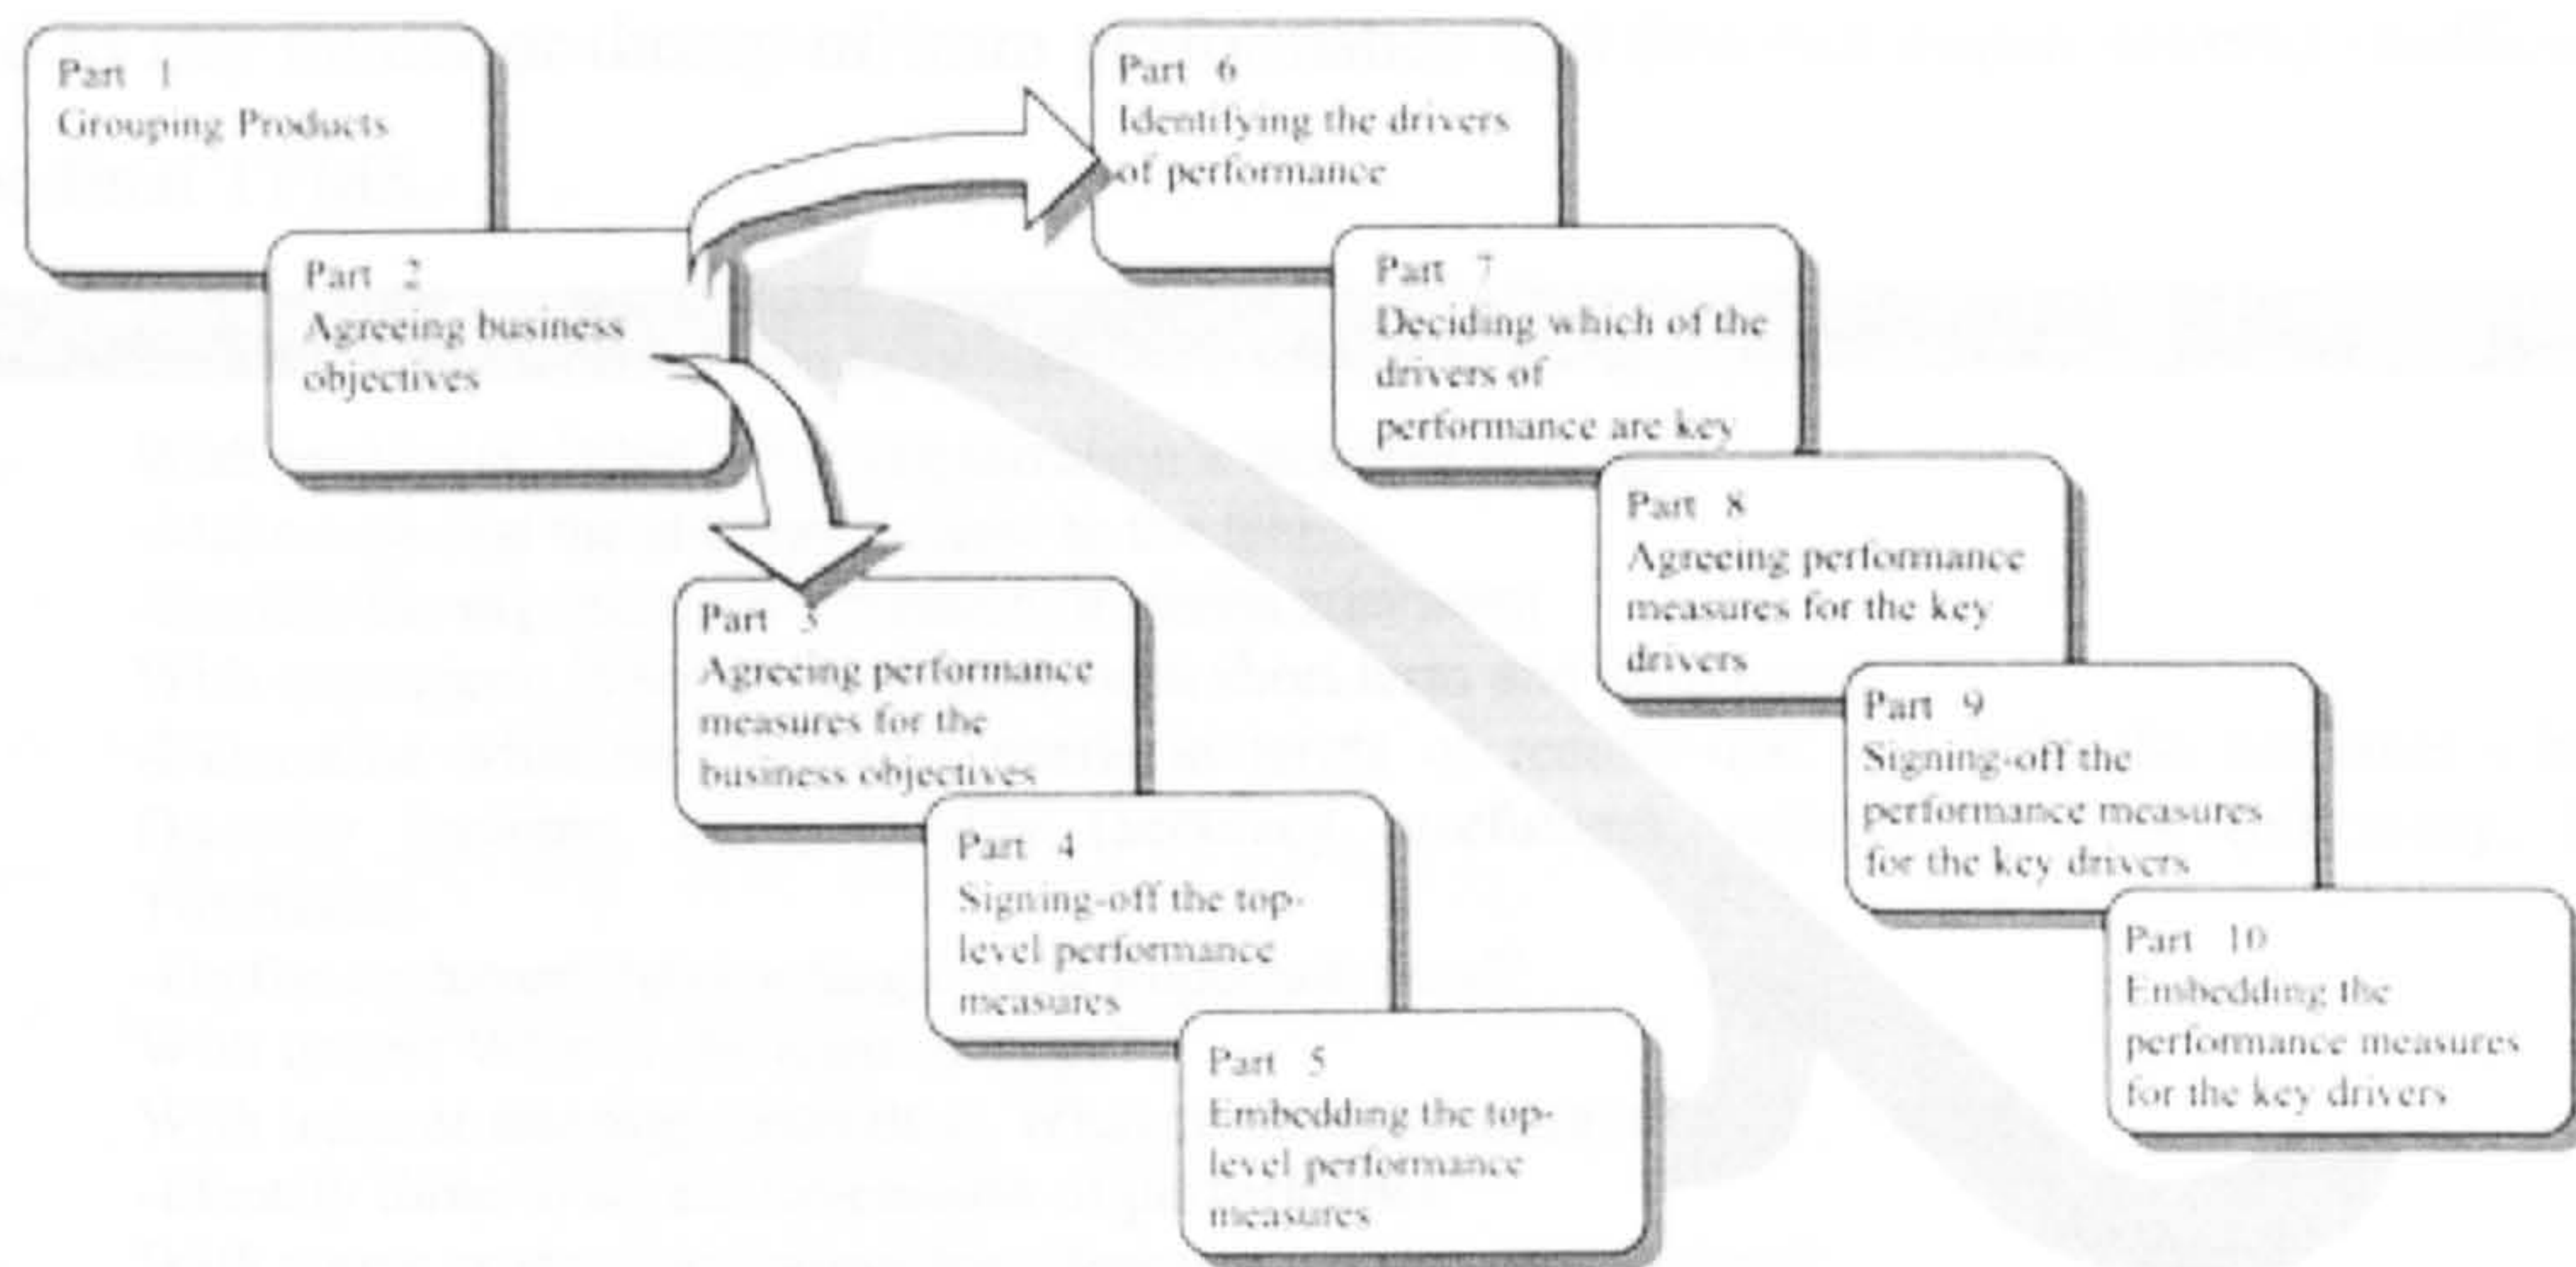 Part 1
Grouping Products
Part 2
Agreeing business
objectives
Part 3
Agreeing performance
measures for the
business objectives
Part 4
Signing-off the top-
level performance
measures
Part 5
Embedding the top-
level performance
measures
Part 6
Identifying the drivers
of performance
Part 7
Deciding which of the
drivers of
performance are key
Part 8
Agreeing performance
measures for the key
drivers
Part 9
Signing-off the
performance measures
for the key drivers
Part 10
Embedding the
performance measures
for the key drivers